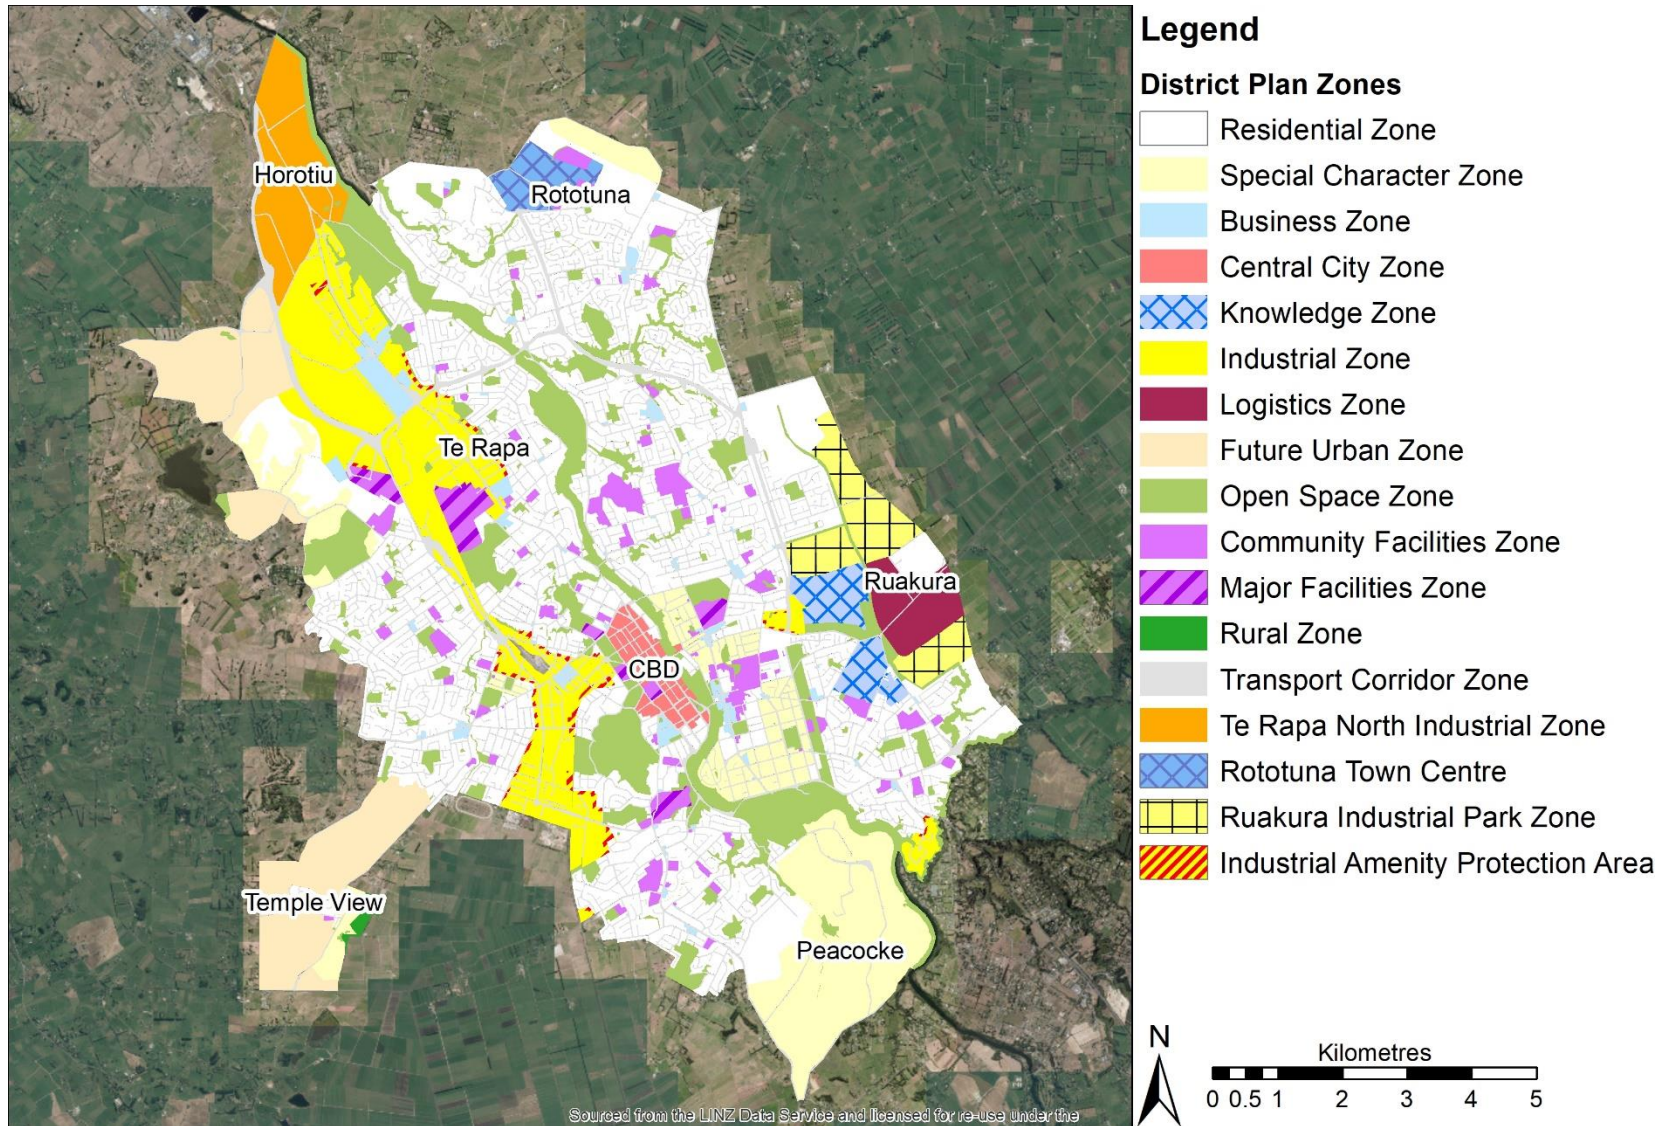 Horotiu
Rototuna
Te Rapa
Ruakura
CBD
Temple View
Peacocke
Sourced from the LINZ Data Service and licensed for re-use under the
Legend
District Plan Zones
Residential Zone
Special Character Zone
Business Zone
Central City Zone
Knowledge Zone
Industrial Zone
Logistics Zone
Future Urban Zone
Open Space Zone
Community Facilities Zone
Major Facilities Zone
Rural Zone
Transport Corridor Zone
Te Rapa North Industrial Zone
Rototuna Town Centre
Ruakura Industrial Park Zone
Industrial Amenity Protection Area
N
Kilometres
0 0.5 1 2 3 4 5